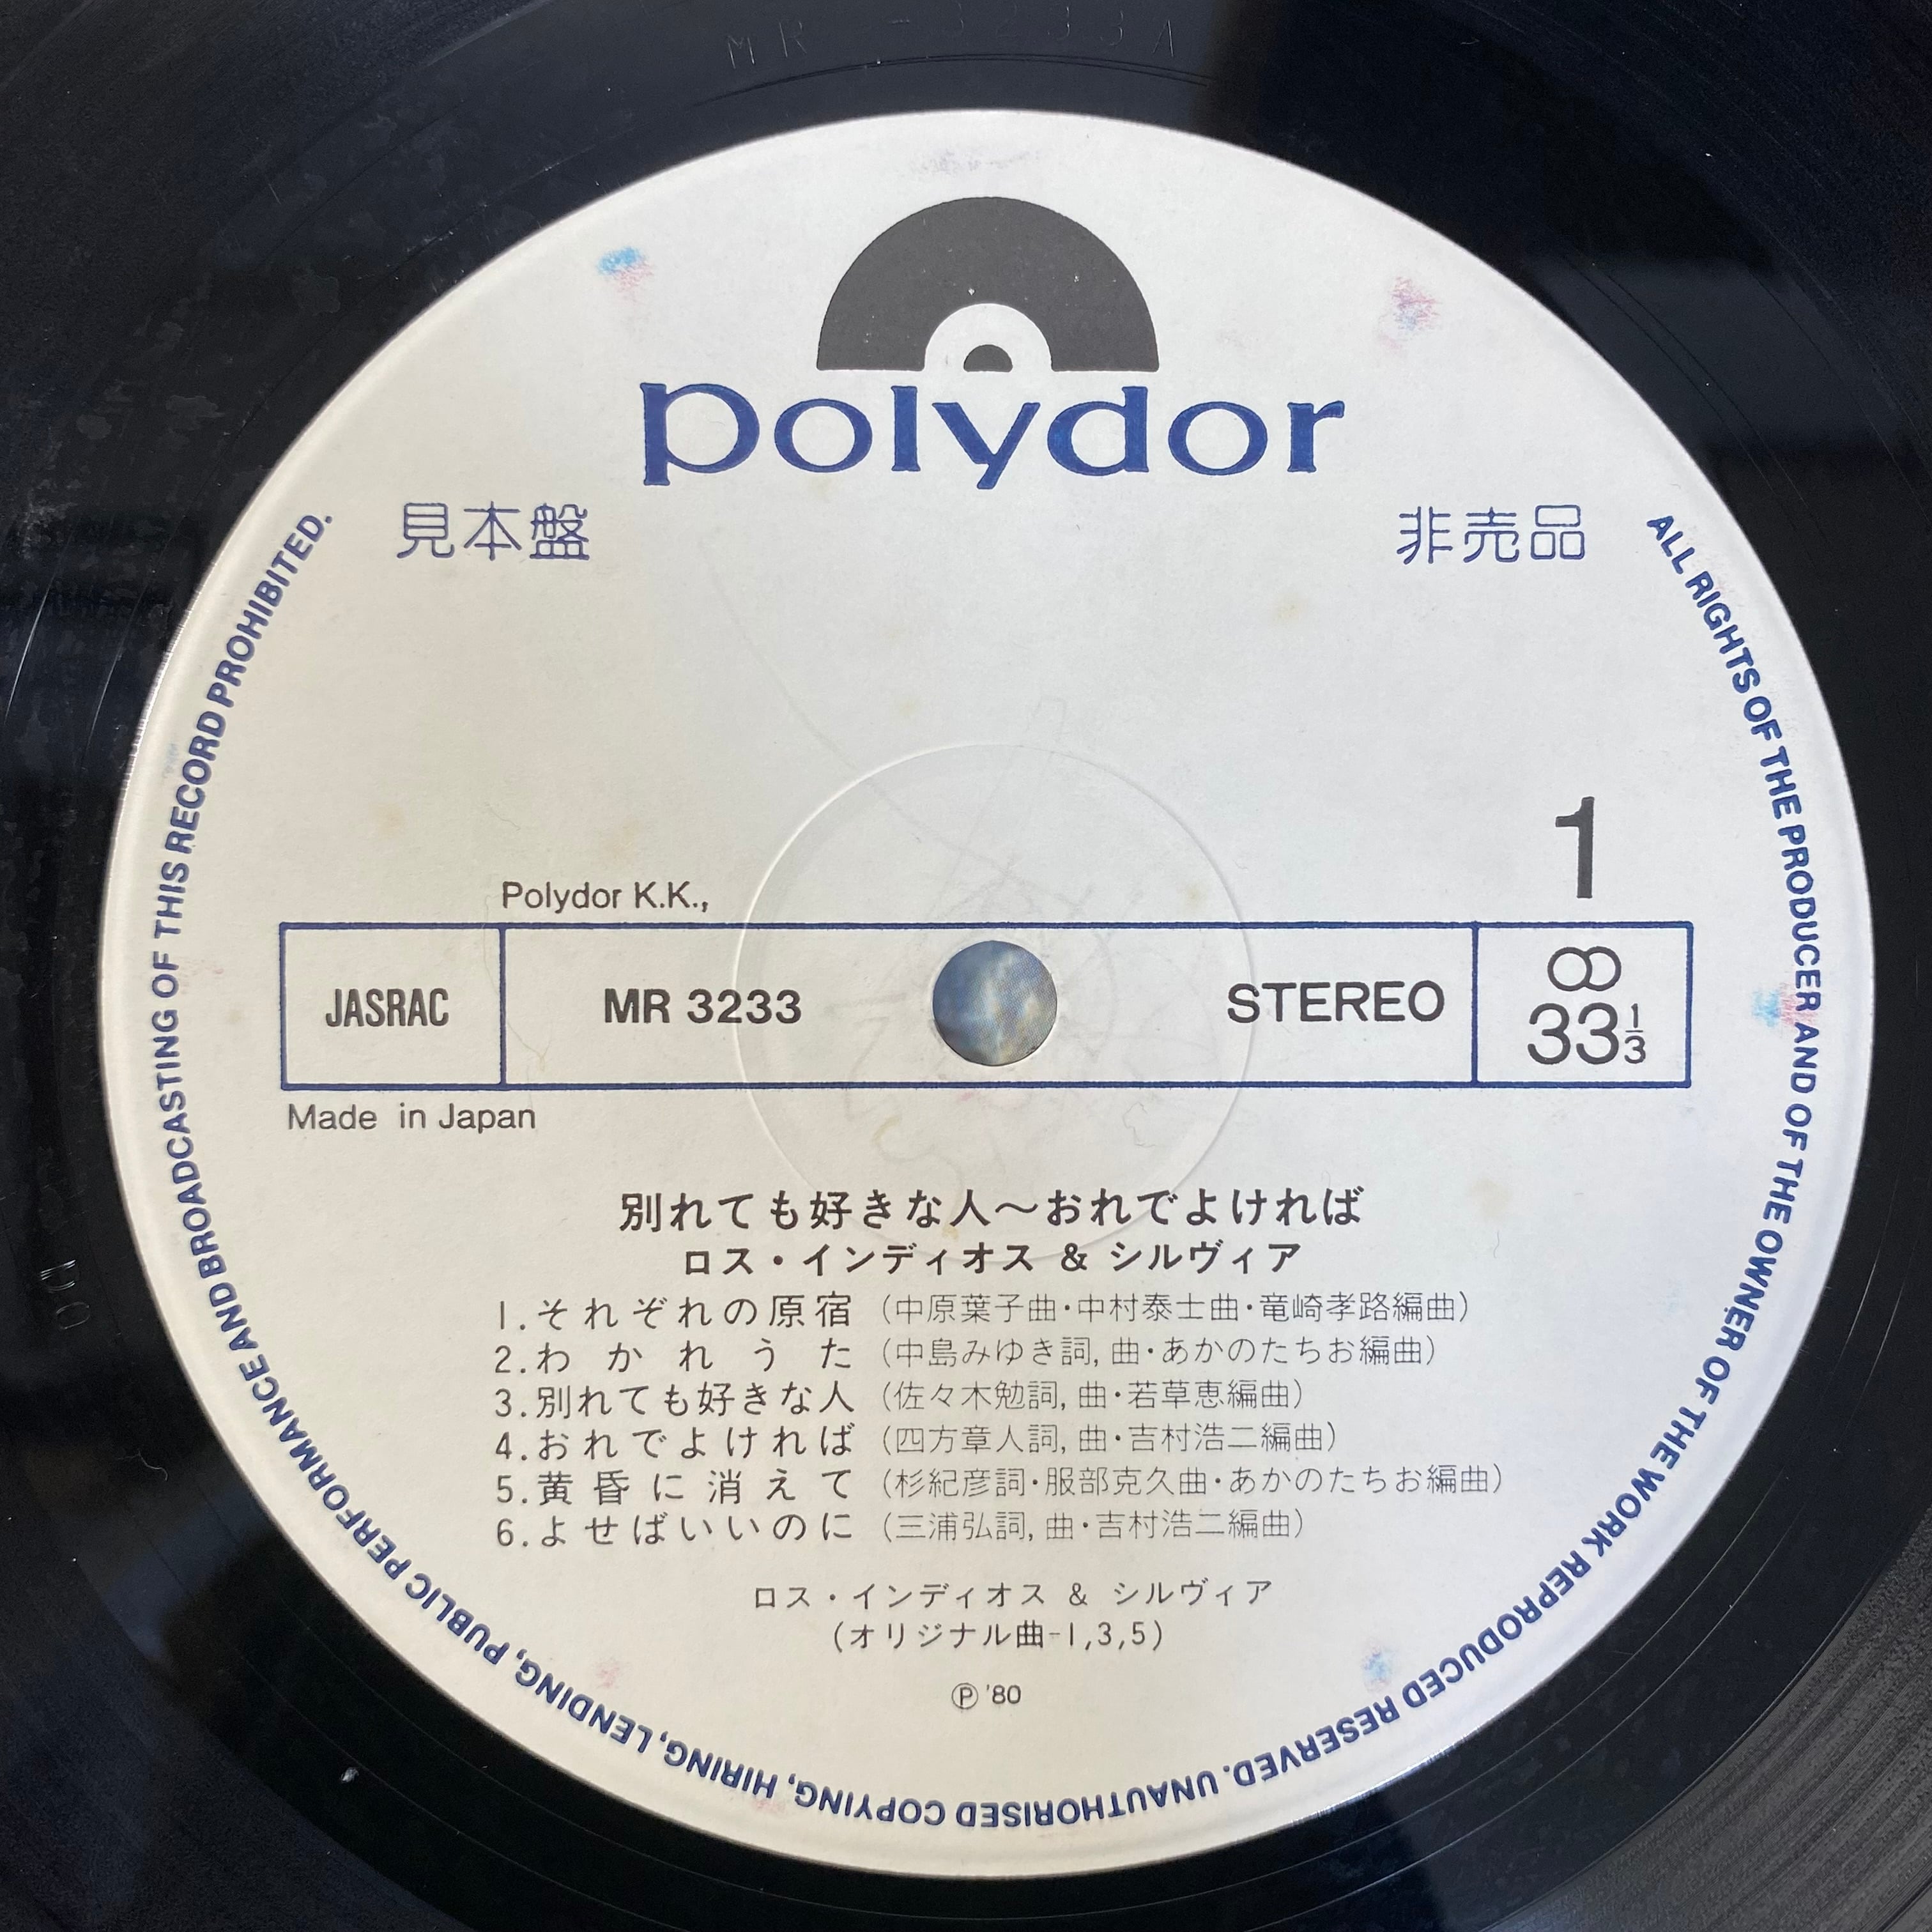 MR - 3233A
polydor
見本盤
非売品
ALL RIGHTS OF THE PRODUCER AND OF THE OWNER OF THE WORK REPRODUCED RESERVED. UNAUTHORISED COPYING, HIRING, LENDING, PUBLIC PERFORMANCE AND BROADCASTING OF THIS RECORD PROHIBITED.
1
Polydor K.K.,
JASRAC
MR 3233
STEREO
33 1/3
Made in Japan
別れても好きな人〜おれでよければ
ロス・インディオス & シルヴィア
1.それぞれの原宿 (中原葉子曲・中村泰士曲・竜崎孝路編曲)
2.わかれうた (中島みゆき詞, 曲・あかのたちお編曲)
3.別れても好きな人 (佐々木勉詞, 曲・若草恵編曲)
4.おれでよければ (四方章人詞, 曲・吉村浩二編曲)
5.黄昏に消えて (杉紀彦詞・服部克久曲・あかのたちお編曲)
6.よせばいいのに (三浦弘詞, 曲・吉村浩二編曲)
ロス・インディオス & シルヴィア
(オリジナル曲-1,3,5)
Ⓟ '80